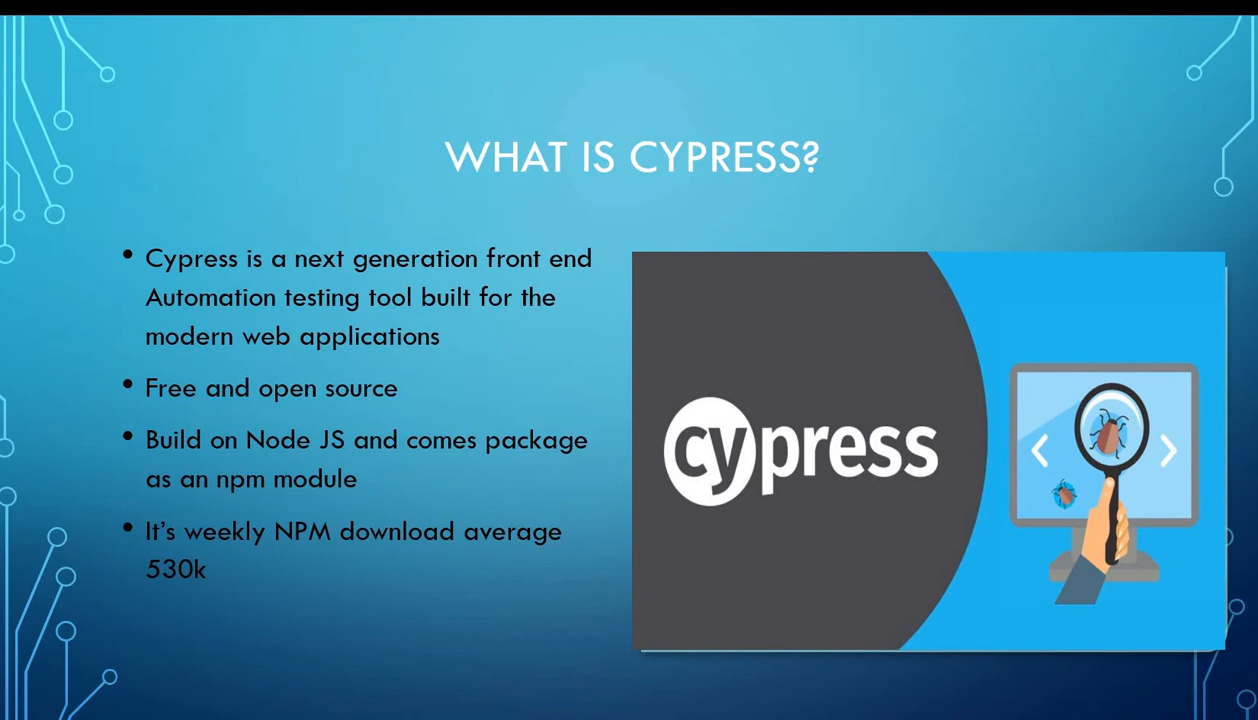 WHAT IS CYPRESS?
• Cypress is a next generation front end
Automation testing tool built for the
modern web applications
• Free and open source
• Build on Node JS and comes package
as an npm module
• It's weekly NPM download average
530k
cypress